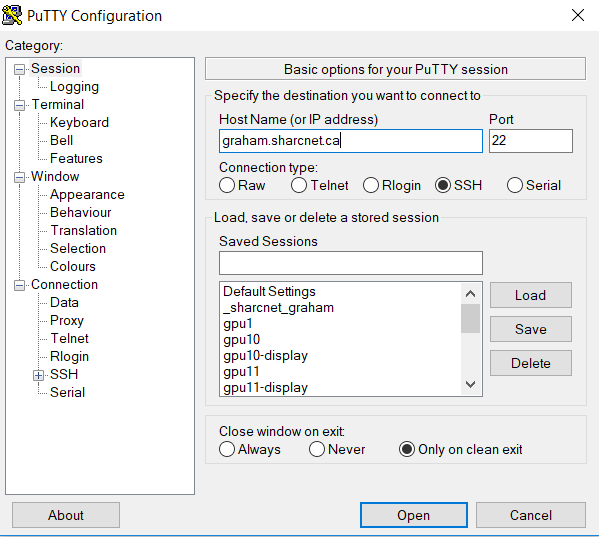 PuTTY Configuration
Category:
Session
Logging
Terminal
Keyboard
Bell
Features
Window
Appearance
Behaviour
Translation
Selection
Colours
Connection
Data
Proxy
Telnet
Rlogin
SSH
Serial
Basic options for your PuTTY session
Specify the destination you want to connect to
Host Name (or IP address) Port
graham.sharcnet.ca 22
Connection type:
Raw Telnet Rlogin SSH Serial
Load, save or delete a stored session
Saved Sessions
Default Settings
_sharcnet_graham
gpu1
gpu10
gpu10-display
gpu11
gpu11-display
Load
Save
Delete
Close window on exit:
Always Never Only on clean exit
About Open Cancel